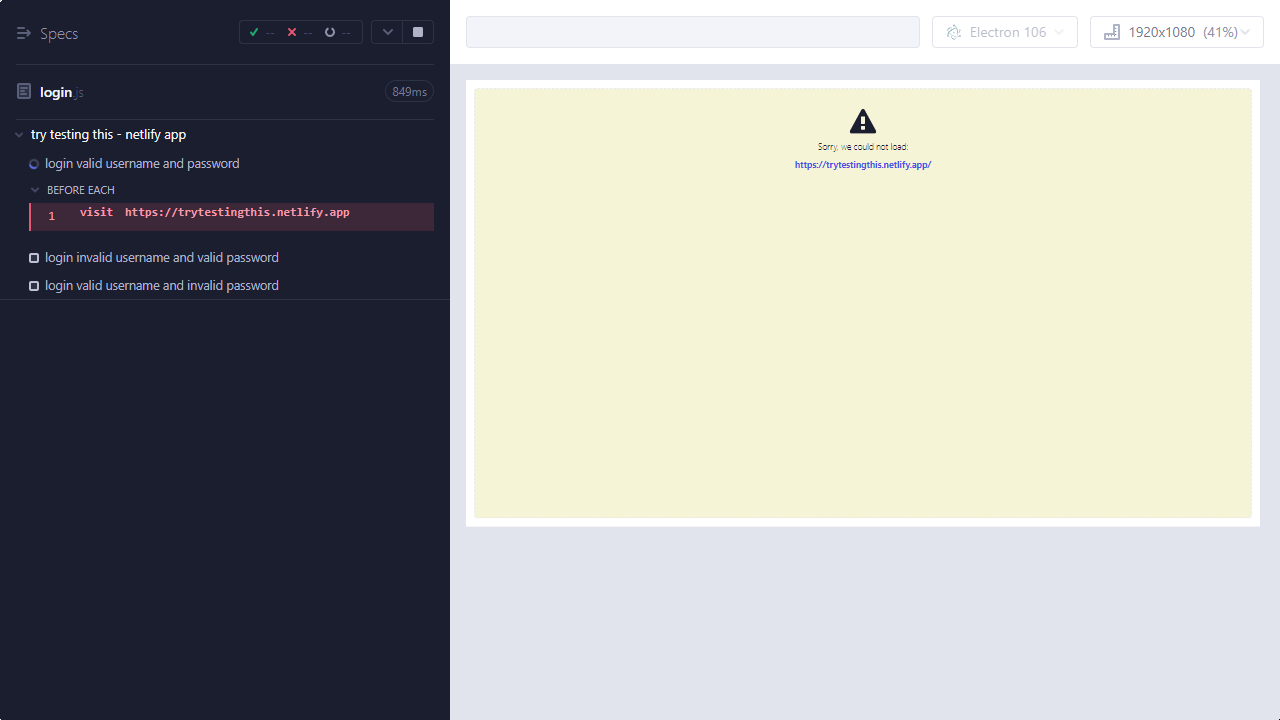 Specs
-- -- --
login.js
849ms
try testing this - netlify app
login valid username and password
BEFORE EACH
1 visit https://trytestingthis.netlify.app
login invalid username and valid password
login valid username and invalid password
Electron 106
1920x1080 (41%)
Sorry, we could not load:
https://trytestingthis.netlify.app/